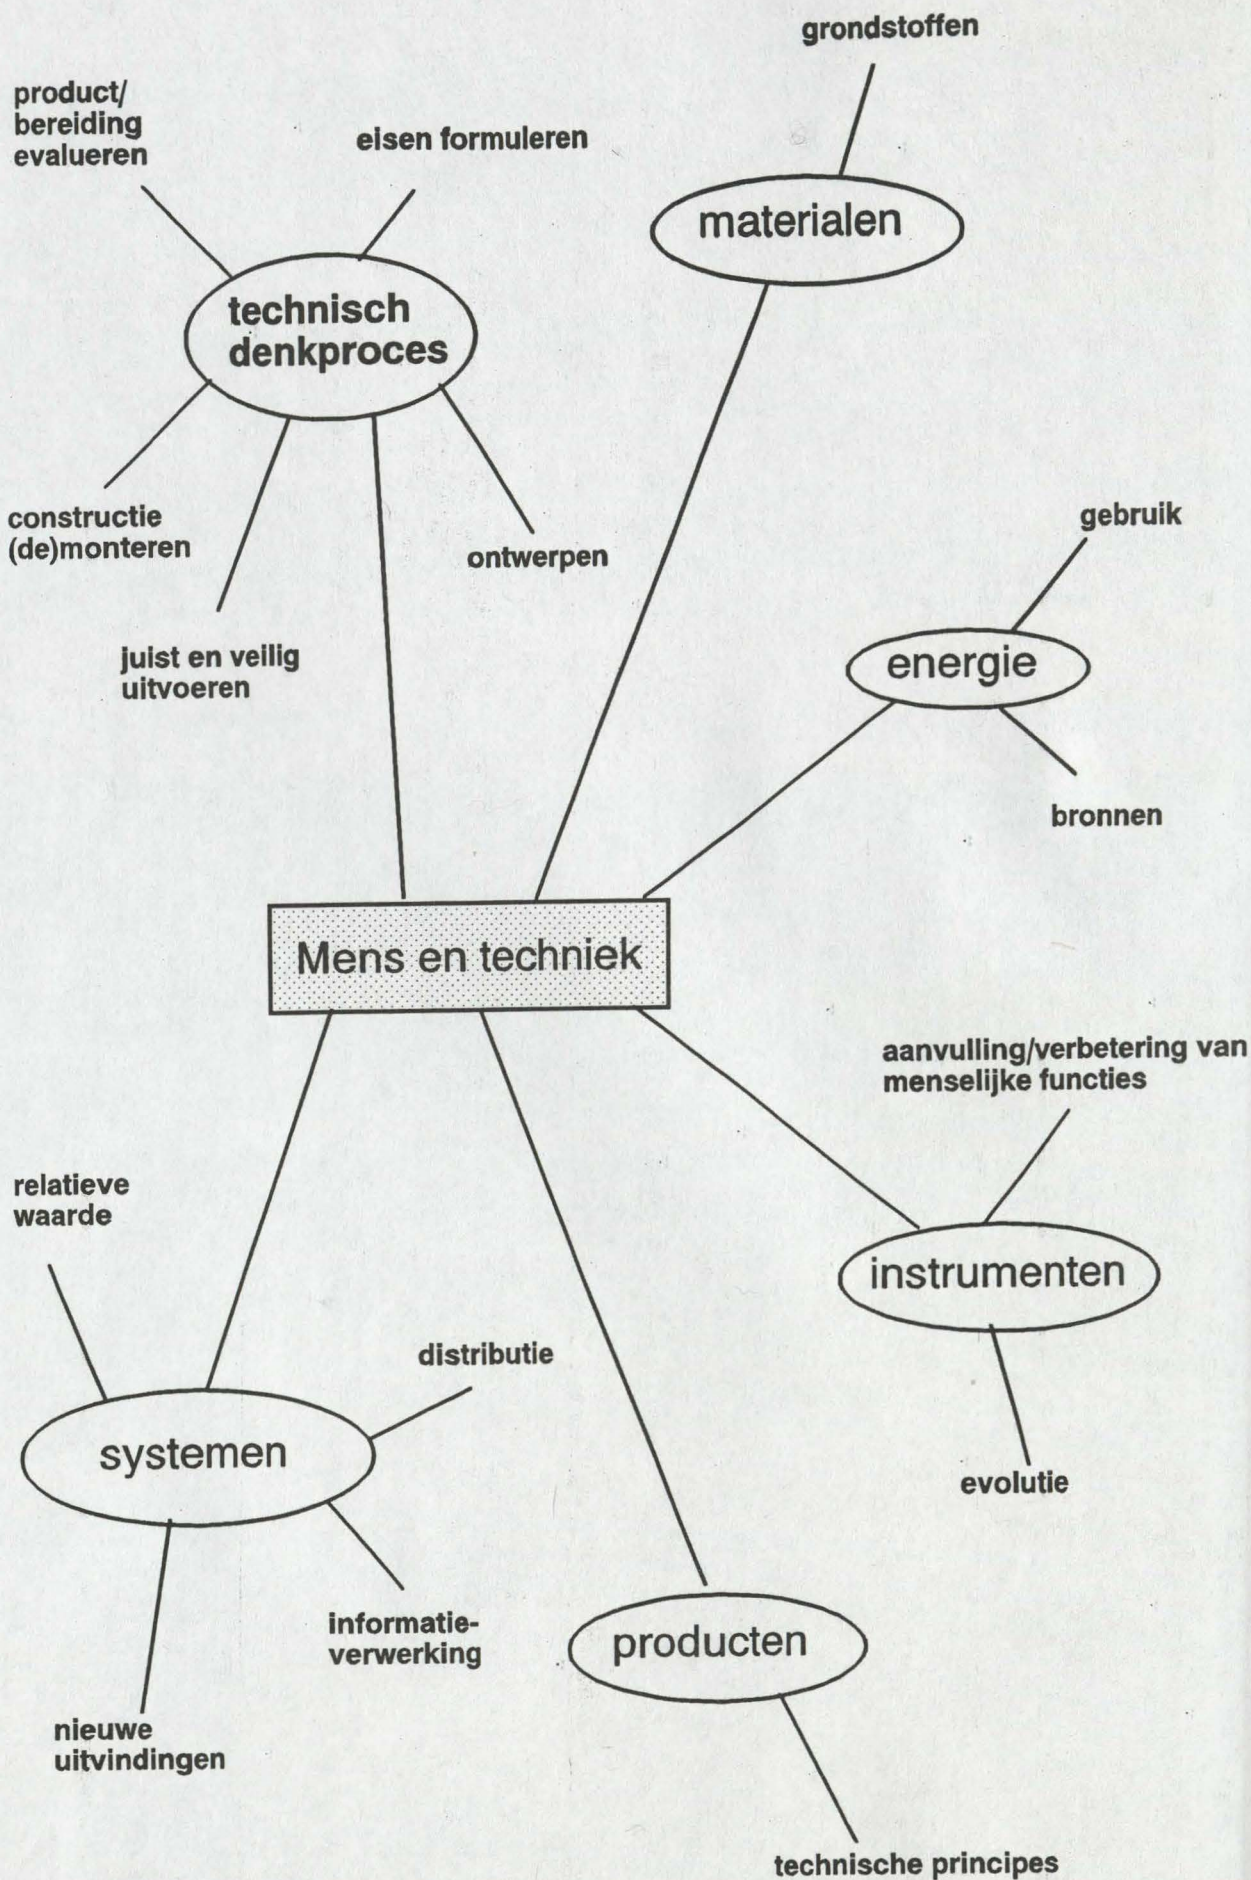 grondstoffen
product/
bereiding
evalueren
eisen formuleren
materialen
technisch
denkproces
constructie
(de)monteren
ontwerpen
juist en veilig
uitvoeren
gebruik
energie
bronnen
Mens en techniek
aanvulling/verbetering van
menselijke functies
instrumenten
evolutie
relatieve
waarde
distributie
systemen
informatie-
verwerking
nieuwe
uitvindingen
producten
technische principes